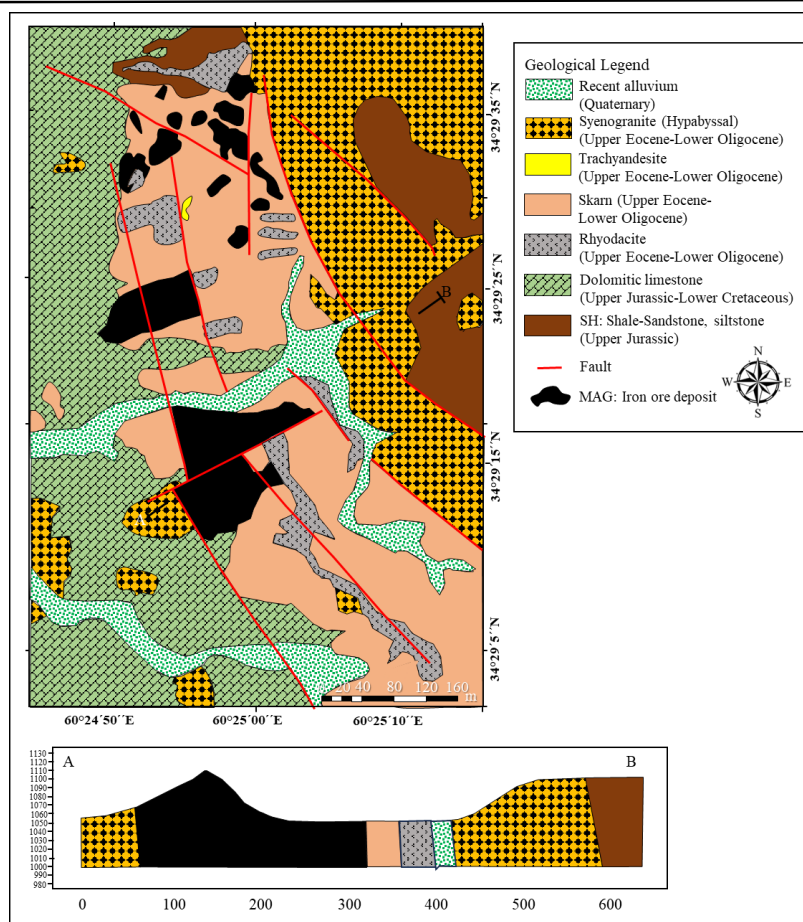 Geological Legend
Recent alluvium
(Quaternary)
Syenogranite (Hypabyssal)
(Upper Eocene-Lower Oligocene)
Trachyandesite
(Upper Eocene-Lower Oligocene)
Skarn (Upper Eocene-
Lower Oligocene)
Rhyodacite
(Upper Eocene-Lower Oligocene)
Dolomitic limestone
(Upper Jurassic-Lower Cretaceous)
SH: Shale-Sandstone, siltstone
(Upper Jurassic)
Fault
MAG: Iron ore deposit
N
W E
S
34°29´35´´N
34°29´25´´N
34°29´15´´N
34°29´5´´N
B
A
20 40 80 120 160
m
60°24´50´´E 60°25´00´´E 60°25´10´´E
A B
1130
1110
1100
1090
1080
1070
1060
1050
1040
1030
1020
1010
1000
990
980
0 100 200 300 400 500 600